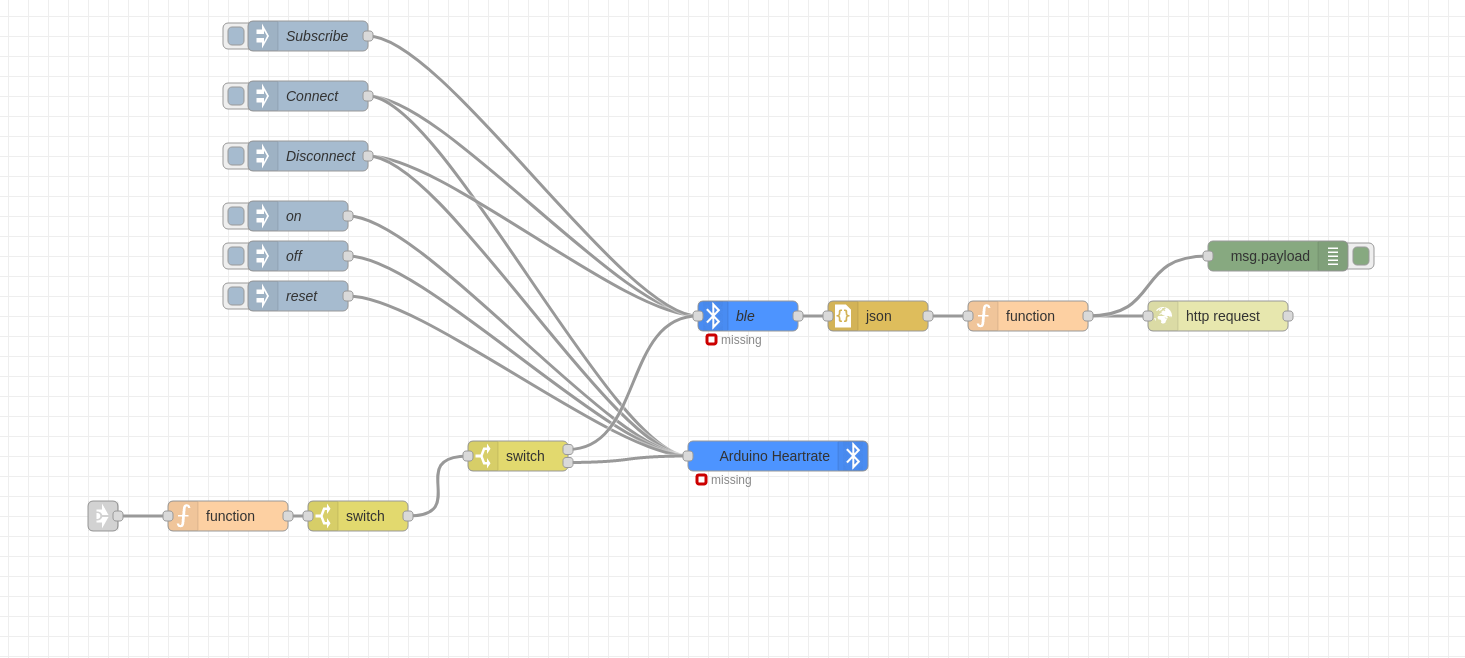 Subscribe
Connect
Disconnect
on
off
reset
msg.payload
ble
json
function
http request
missing
switch
Arduino Heartrate
missing
function
switch